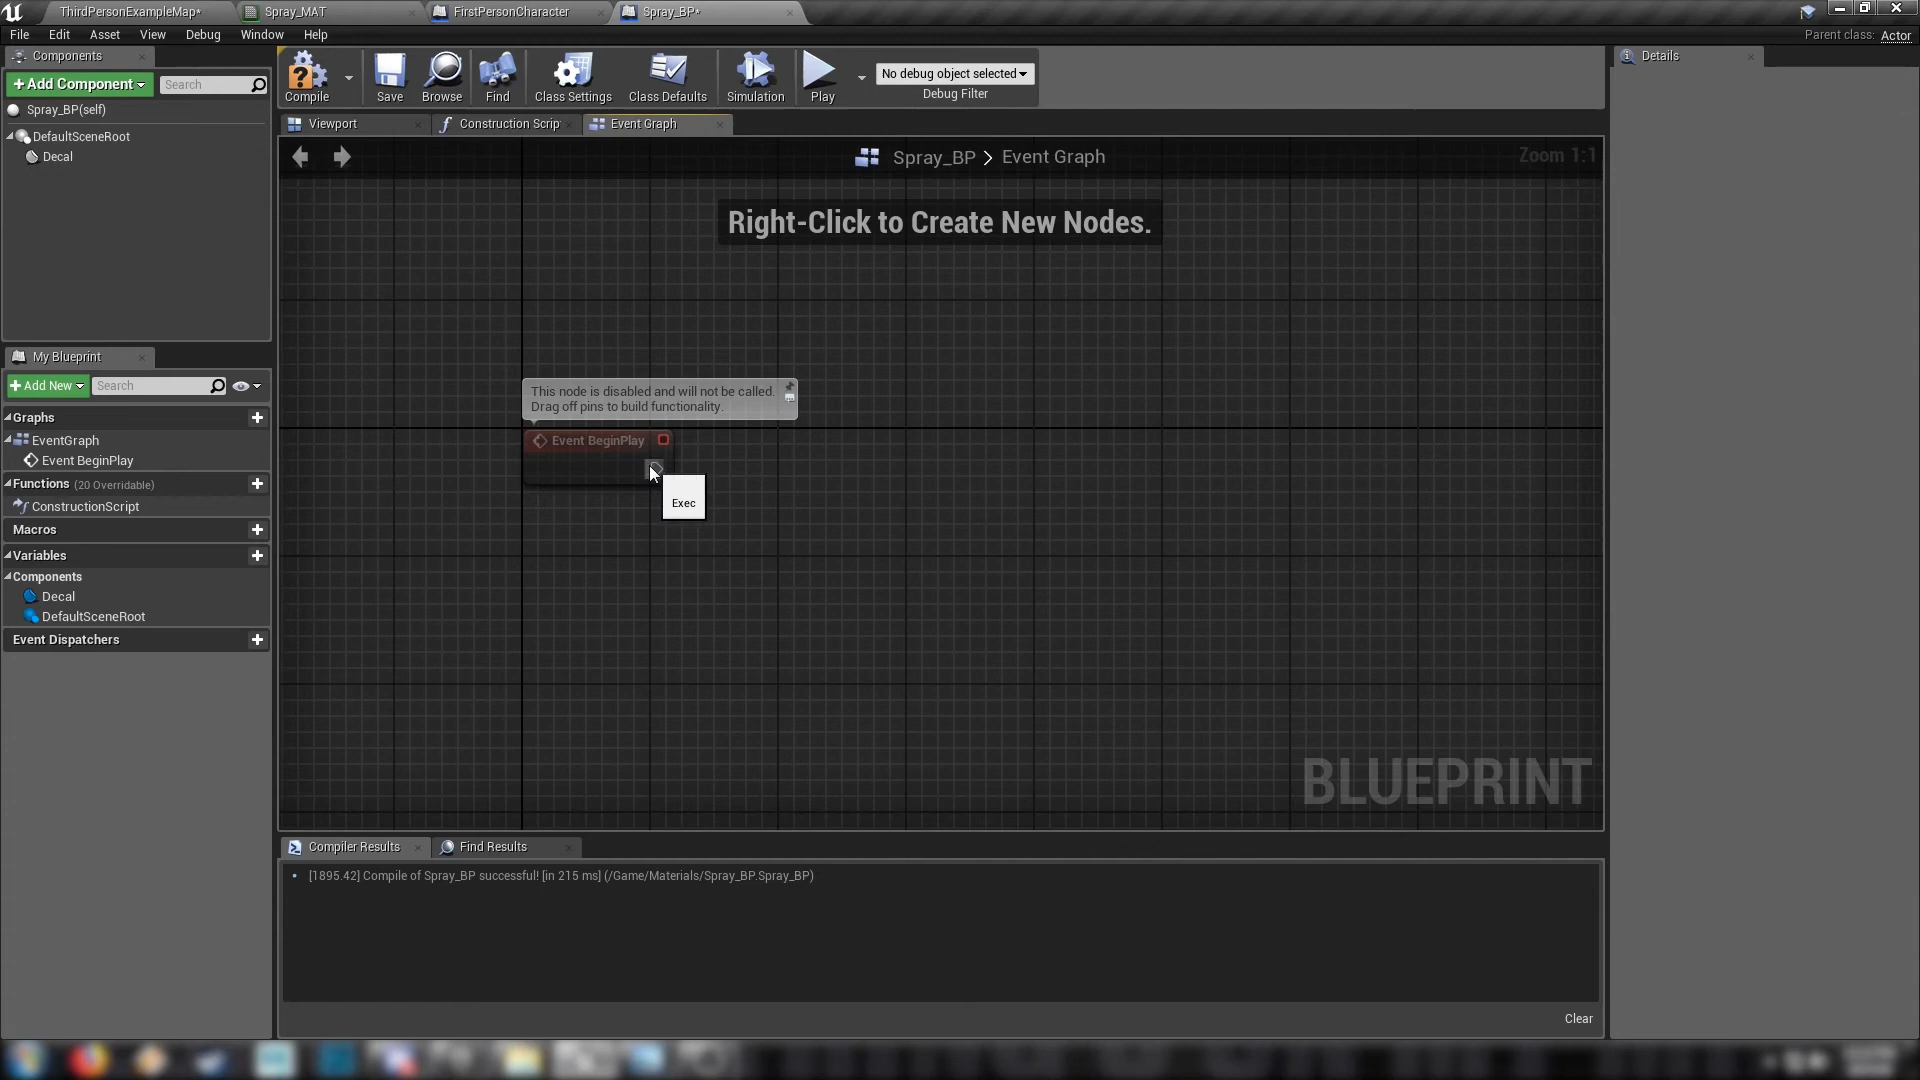 ThirdPersonExampleMap*
Spray_MAT
FirstPersonCharacter
Spray_BP*
File Edit Asset View Debug Window Help
Parent class: Actor
Components
Details
+Add Component
Search
Compile
Save
Browse
Find
Class Settings
Class Defaults
Simulation
Play
No debug object selected
Debug Filter
Spray_BP(self)
DefaultSceneRoot
Decal
Viewport
Construction Scrip
Event Graph
Spray_BP > Event Graph
Zoom 1:1
Right-Click to Create New Nodes.
My Blueprint
+Add New
Search
Graphs
EventGraph
Event BeginPlay
Functions (20 Overridable)
ConstructionScript
Macros
Variables
Components
Decal
DefaultSceneRoot
Event Dispatchers
This node is disabled and will not be called.
Drag off pins to build functionality.
Event BeginPlay
Exec
BLUEPRINT
Compiler Results
Find Results
[1895.42] Compile of Spray_BP successful! [in 215 ms] (/Game/Materials/Spray_BP.Spray_BP)
Clear